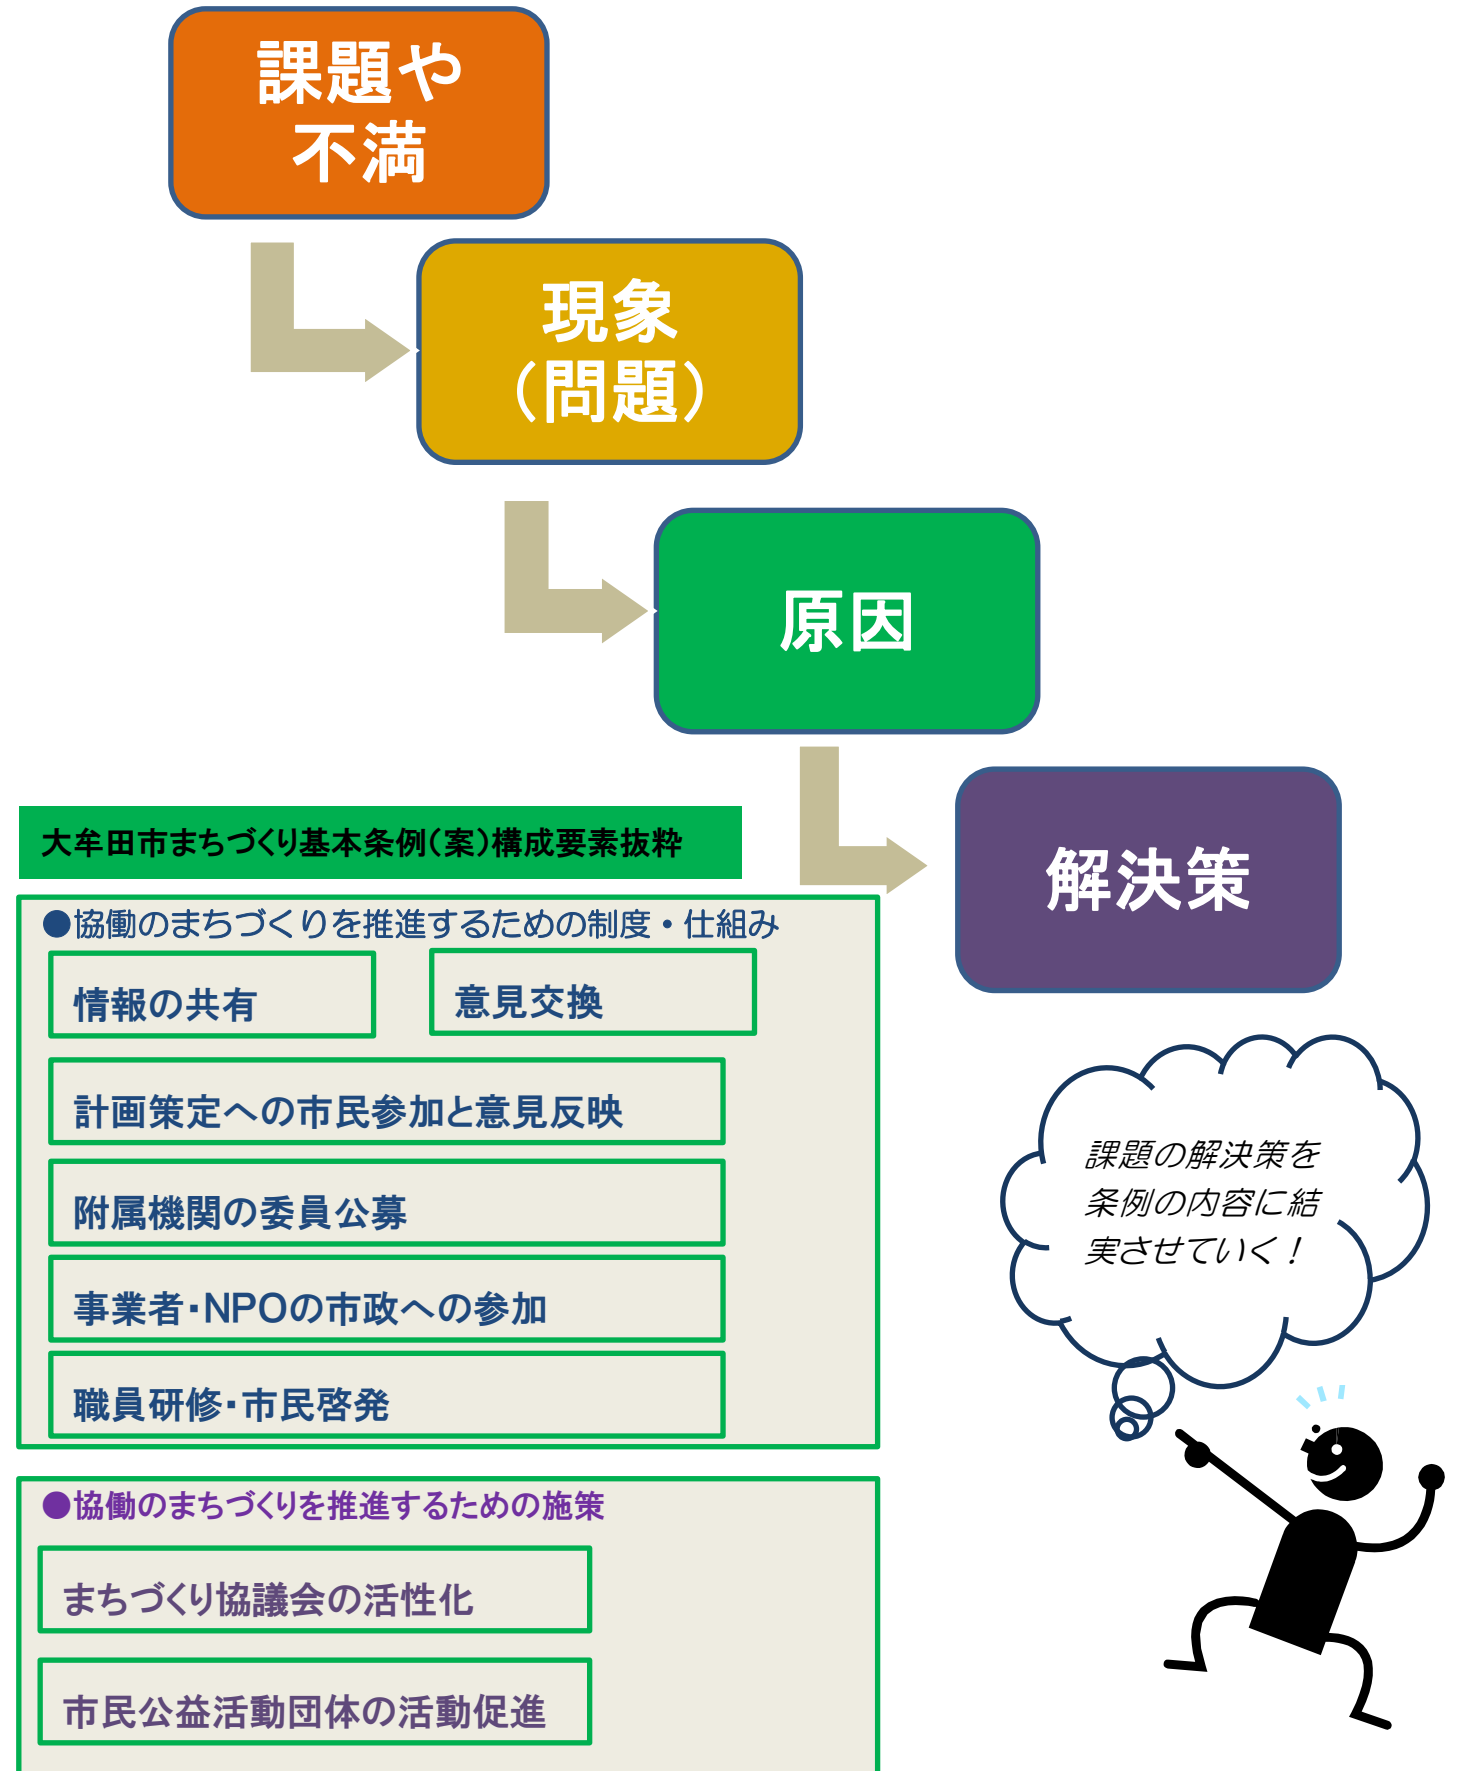 課題や
不満
現象
（問題）
原因
解決策
大牟田市まちづくり基本条例（案）構成要素抜粋
●協働のまちづくりを推進するための制度・仕組み
情報の共有
意見交換
計画策定への市民参加と意見反映
附属機関の委員公募
事業者・NPOの市政への参加
職員研修・市民啓発
課題の解決策を
条例の内容に結
実させていく！
●協働のまちづくりを推進するための施策
まちづくり協議会の活性化
市民公益活動団体の活動促進